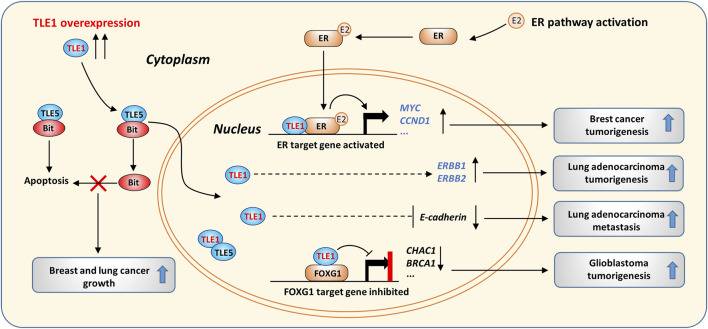 TLE1 overexpression
TLE1
Cytoplasm
ER
E2
ER
E2
ER pathway activation
TLE5
Bit
TLE5
Bit
Apoptosis
Bit
Breast and lung cancer
growth
Nucleus
TLE1
ER
E2
MYC
CCND1
...
ER target gene activated
Brest cancer
tumorigenesis
TLE1
ERBB1
ERBB2
Lung adenocarcinoma
tumorigenesis
TLE1
E-cadherin
Lung adenocarcinoma
metastasis
TLE1
TLE5
TLE1
FOXG1
CHAC1
BRCA1
...
FOXG1 target gene inhibited
Glioblastoma
tumorigenesis